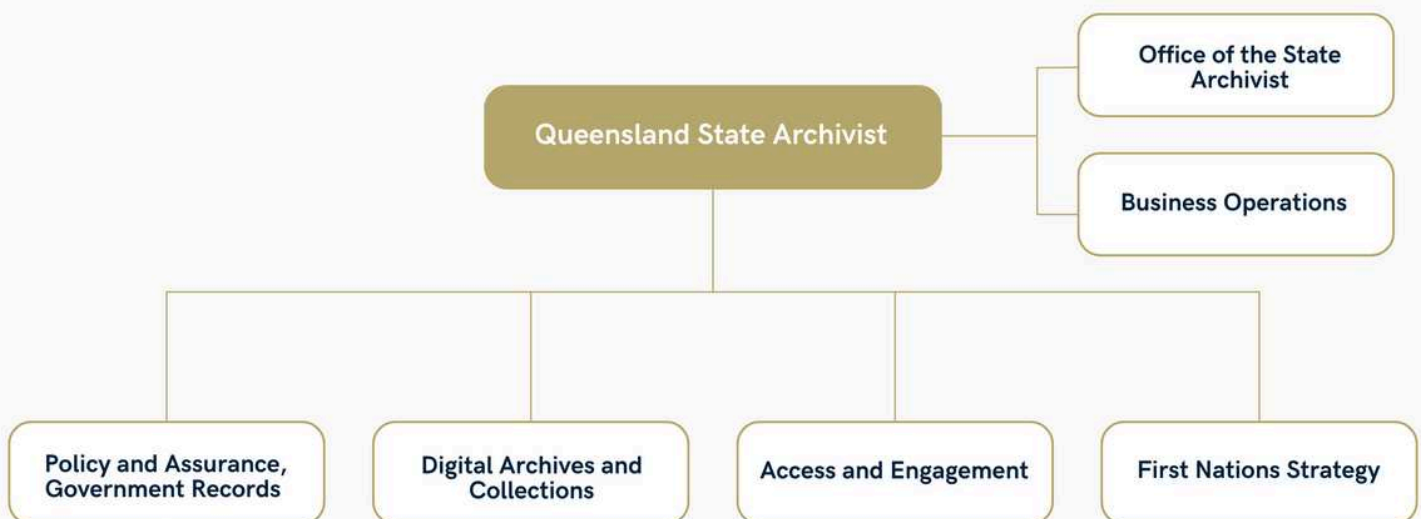 Office of the State
Archivist
Queensland State Archivist
Business Operations
Policy and Assurance,
Government Records
Digital Archives and
Collections
Access and Engagement
First Nations Strategy